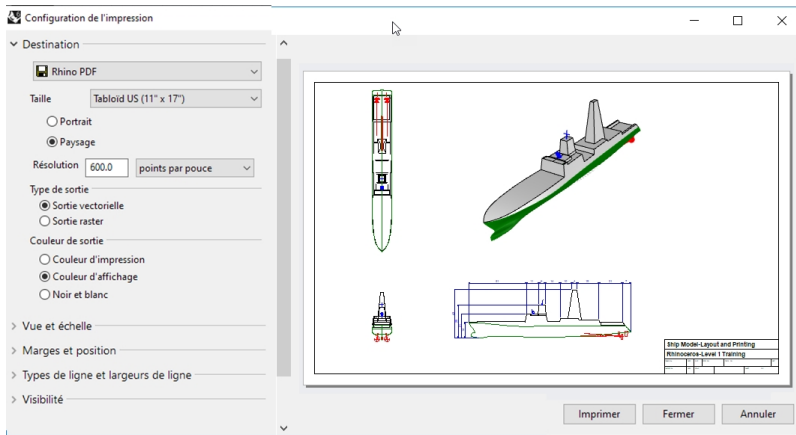 Configuration de l'impression
Destination
Rhino PDF
Taille
Tabloïd US (11" x 17")
Portrait
Paysage
Résolution
600.0
points par pouce
Type de sortie
Sortie vectorielle
Sortie raster
Couleur de sortie
Couleur d'impression
Couleur d'affichage
Noir et blanc
Vue et échelle
Marges et position
Types de ligne et largeurs de ligne
Visibilité
Ship Model-Layout and Printing
Rhinoceros-Level 1 Training
Imprimer
Fermer
Annuler